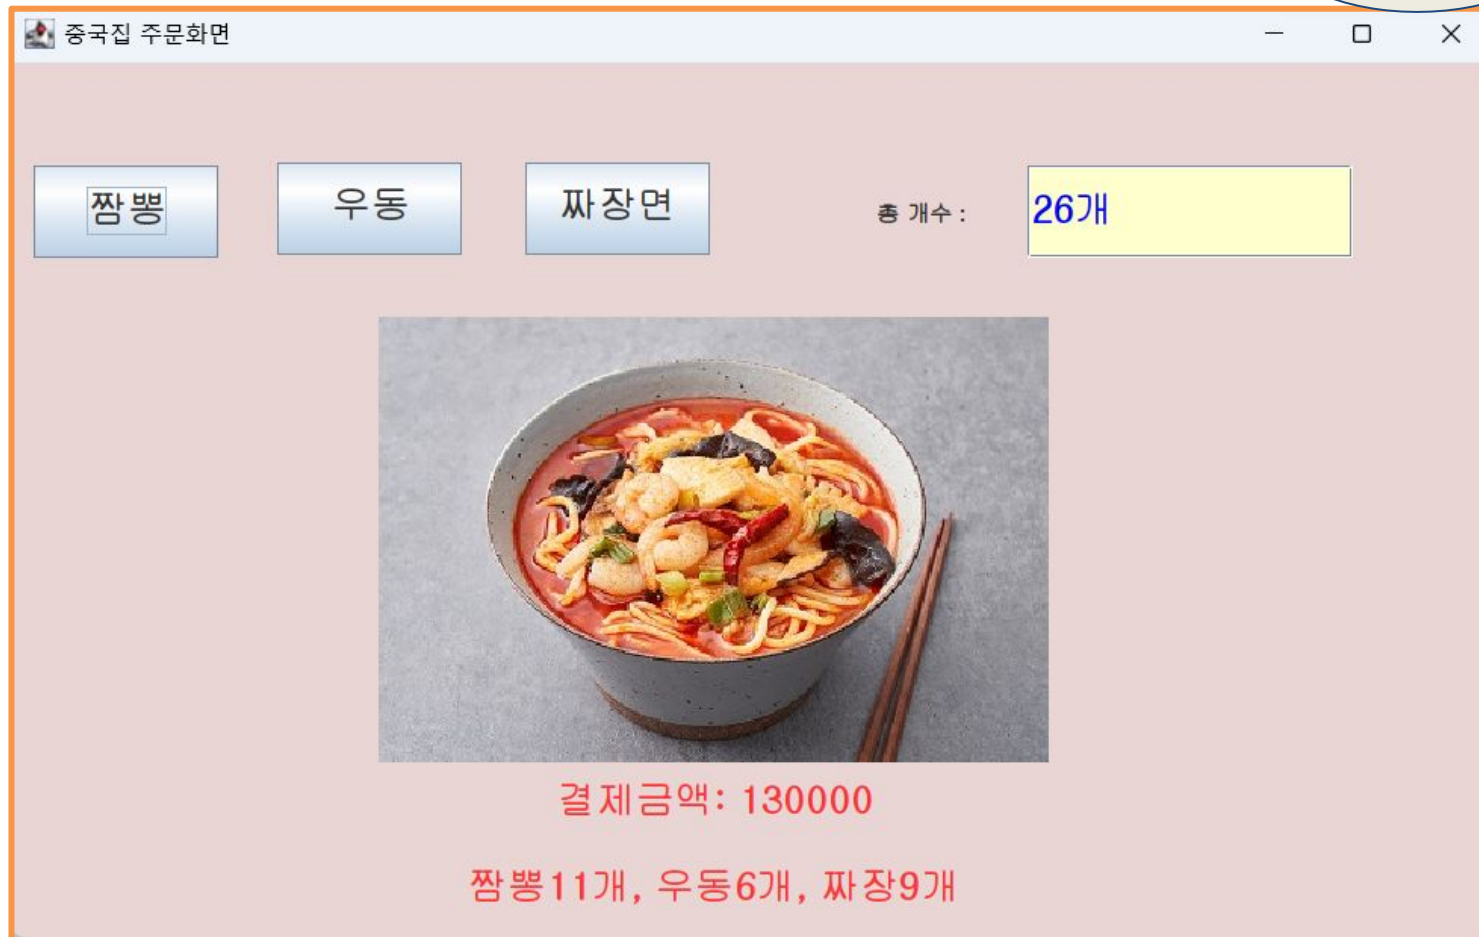 중국집 주문화면
짬뽕
우동
짜장면
총 개수 :
26개
결제금액: 130000
짬뽕11개, 우동6개, 짜장9개